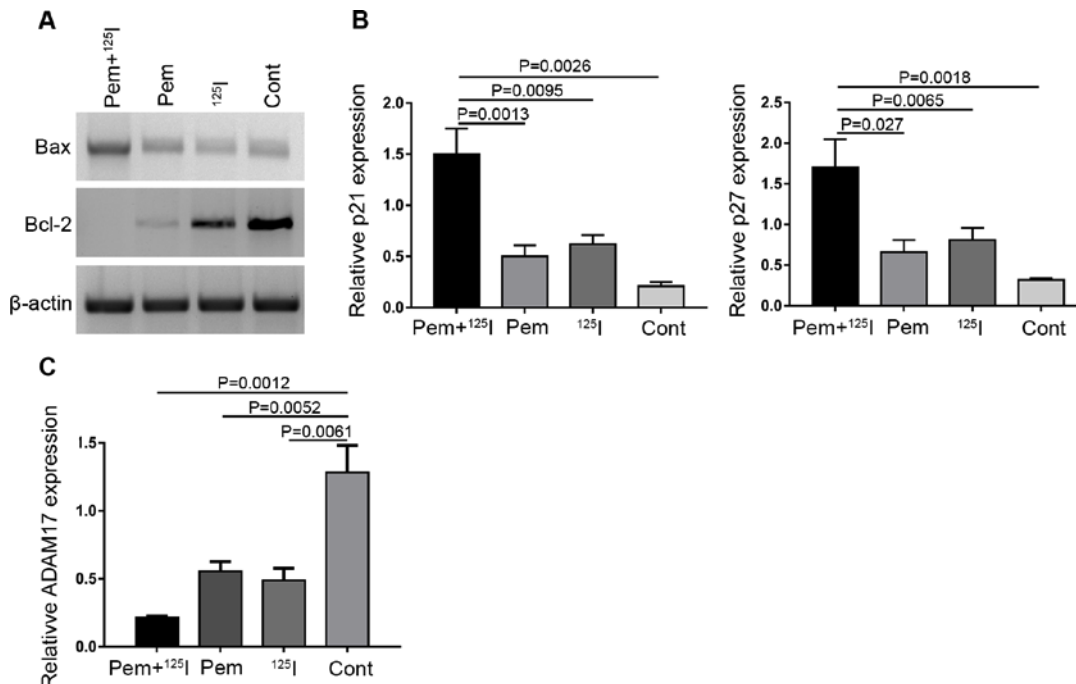 A
Pem+¹²⁵I
Pem
¹²⁵I
Cont
Bax
Bcl-2
β-actin
B
P=0.0026
P=0.0095
P=0.0013
2.0
1.5
1.0
0.5
0.0
Relativve p21 expression
Pem+¹²⁵I Pem ¹²⁵I Cont
P=0.0018
P=0.0065
P=0.027
2.5
2.0
1.5
1.0
0.5
0.0
Relativve p27 expression
Pem+¹²⁵I Pem ¹²⁵I Cont
C
P=0.0012
P=0.0052
P=0.0061
1.5
1.0
0.5
0.0
Relativve ADAM17 expression
Pem+¹²⁵I Pem ¹²⁵I Cont